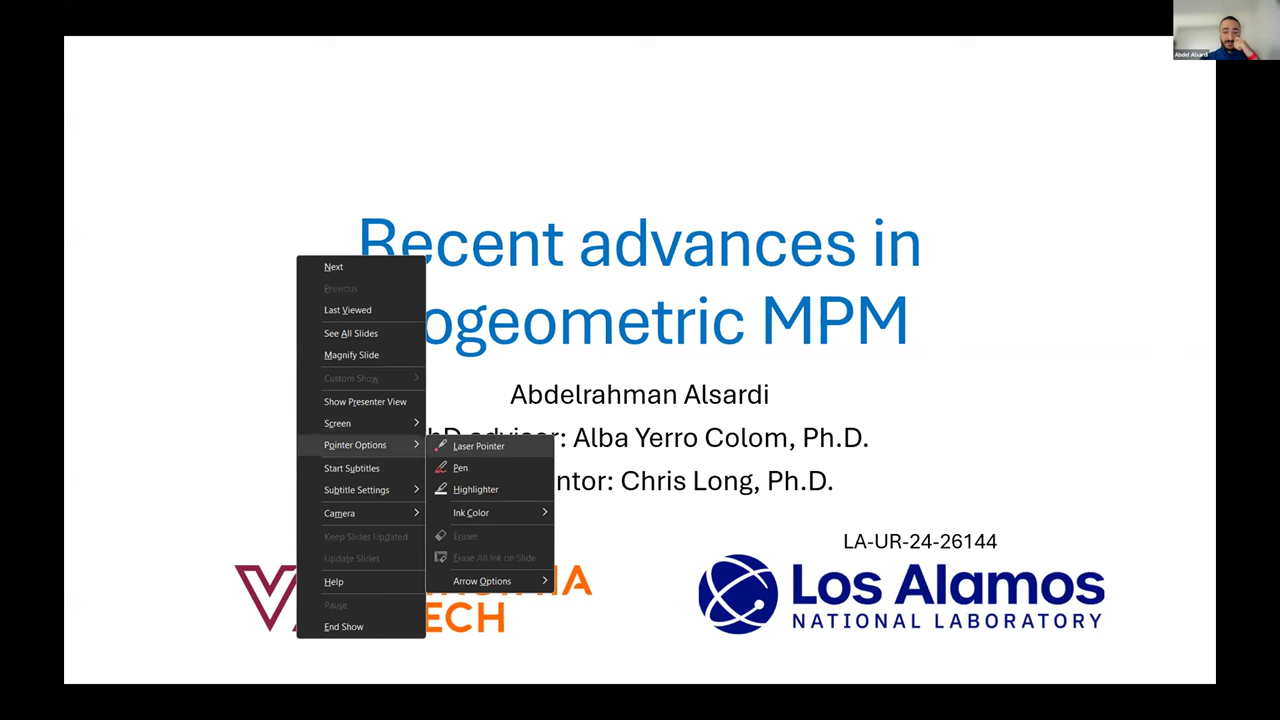 Abdel Alsardi
Recent advances in
ogeometric MPM
Abdelrahman Alsardi
advisor: Alba Yerro Colom, Ph.D.
ntor: Chris Long, Ph.D.
LA-UR-24-26144
Los Alamos
NATIONAL LABORATORY
Next
Previous
Last Viewed
See All Slides
Magnify Slide
Custom Show
Show Presenter View
Screen
Pointer Options
Start Subtitles
Subtitle Settings
Camera
Keep Slides Updated
Update Slides
Help
Pause
End Show
Laser Pointer
Pen
Highlighter
Ink Color
Eraser
Erase All Ink on Slide
Arrow Options
ECH